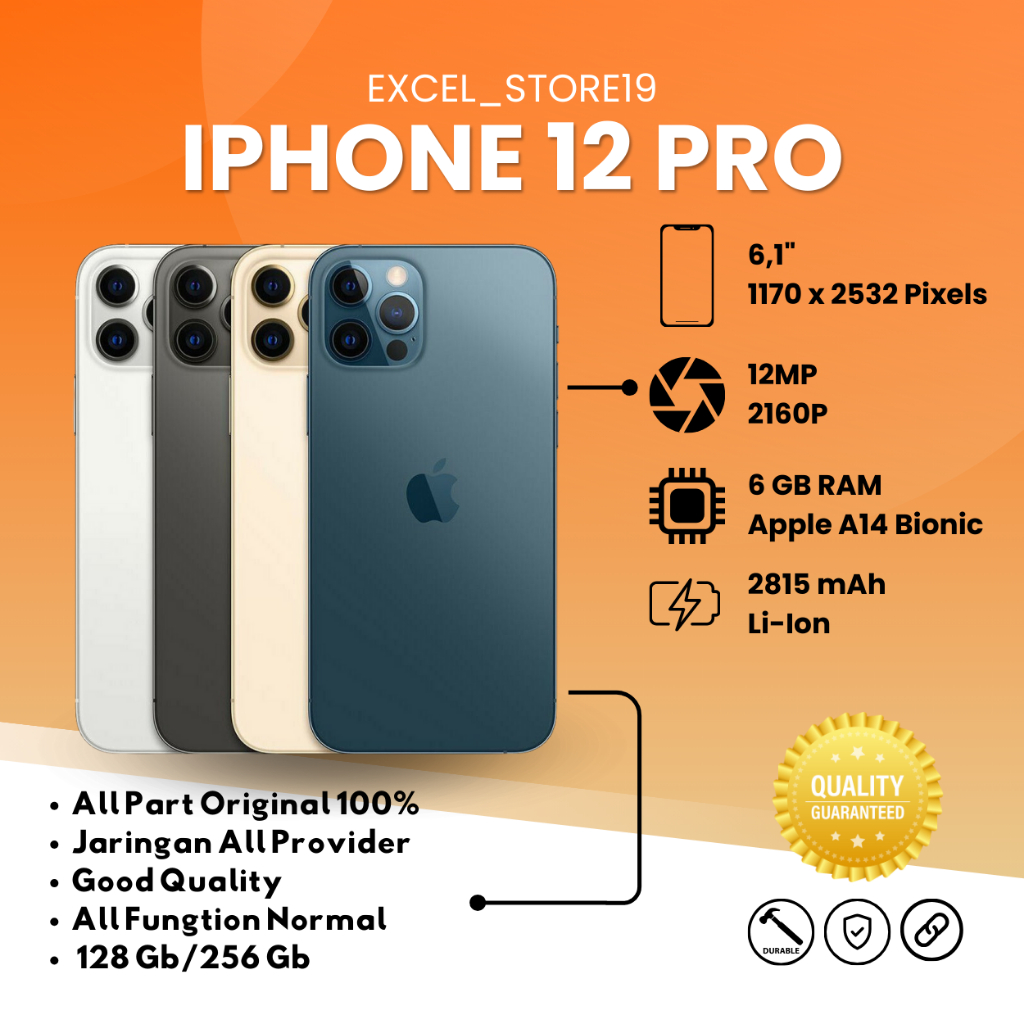 EXCEL_STORE19
IPHONE 12 PRO
6,1"
1170 x 2532 Pixels
12MP
2160P
6 GB RAM
Apple A14 Bionic
2815 mAh
Li-Ion
• All Part Original 100%
• Jaringan All Provider
• Good Quality
• All Fungtion Normal
• 128 Gb/256 Gb
QUALITY
GUARANTEED
DURABLE